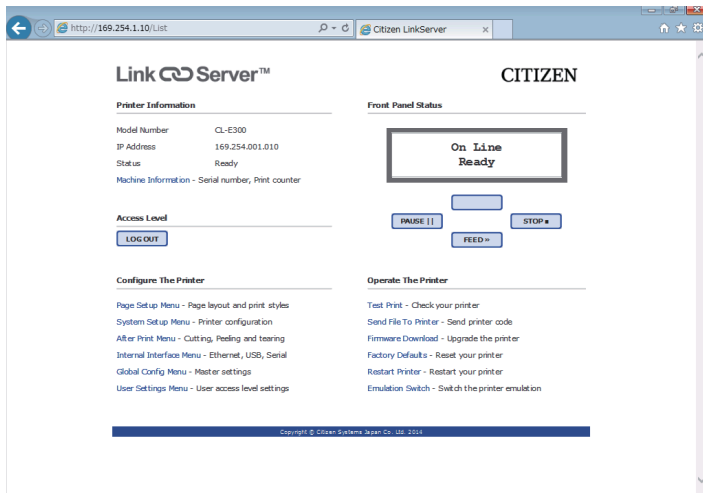 http://169.254.1.10/List
Citizen LinkServer
Link Server™
CITIZEN
Printer Information
Model Number CL-E300
IP Address 169.254.001.010
Status Ready
Machine Information - Serial number, Print counter
Front Panel Status
On Line
Ready
PAUSE ||
STOP ■
FEED »
Access Level
LOG OUT
Configure The Printer
Page Setup Menu - Page layout and print styles
System Setup Menu - Printer configuration
After Print Menu - Cutting, Peeling and tearing
Internal Interface Menu - Ethernet, USB, Serial
Global Config Menu - Master settings
User Settings Menu - User access level settings
Operate The Printer
Test Print - Check your printer
Send File To Printer - Send printer code
Firmware Download - Upgrade the printer
Factory Defaults - Reset your printer
Restart Printer - Restart your printer
Emulation Switch - Switch the printer emulation
Copyright © Citizen Systems Japan Co. Ltd. 2014